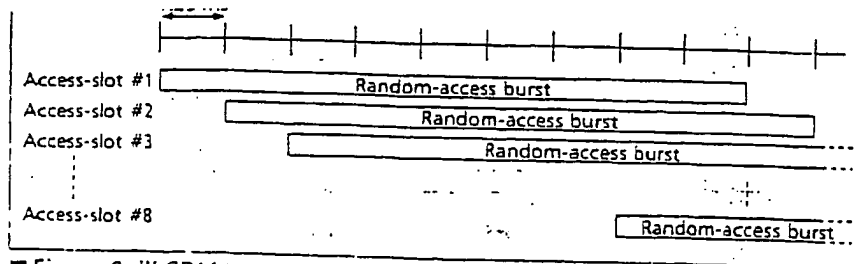 Access-slot #1 Random-access burst
Access-slot #2 Random-access burst
Access-slot #3 Random-access burst
Access-slot #8 Random-access burst